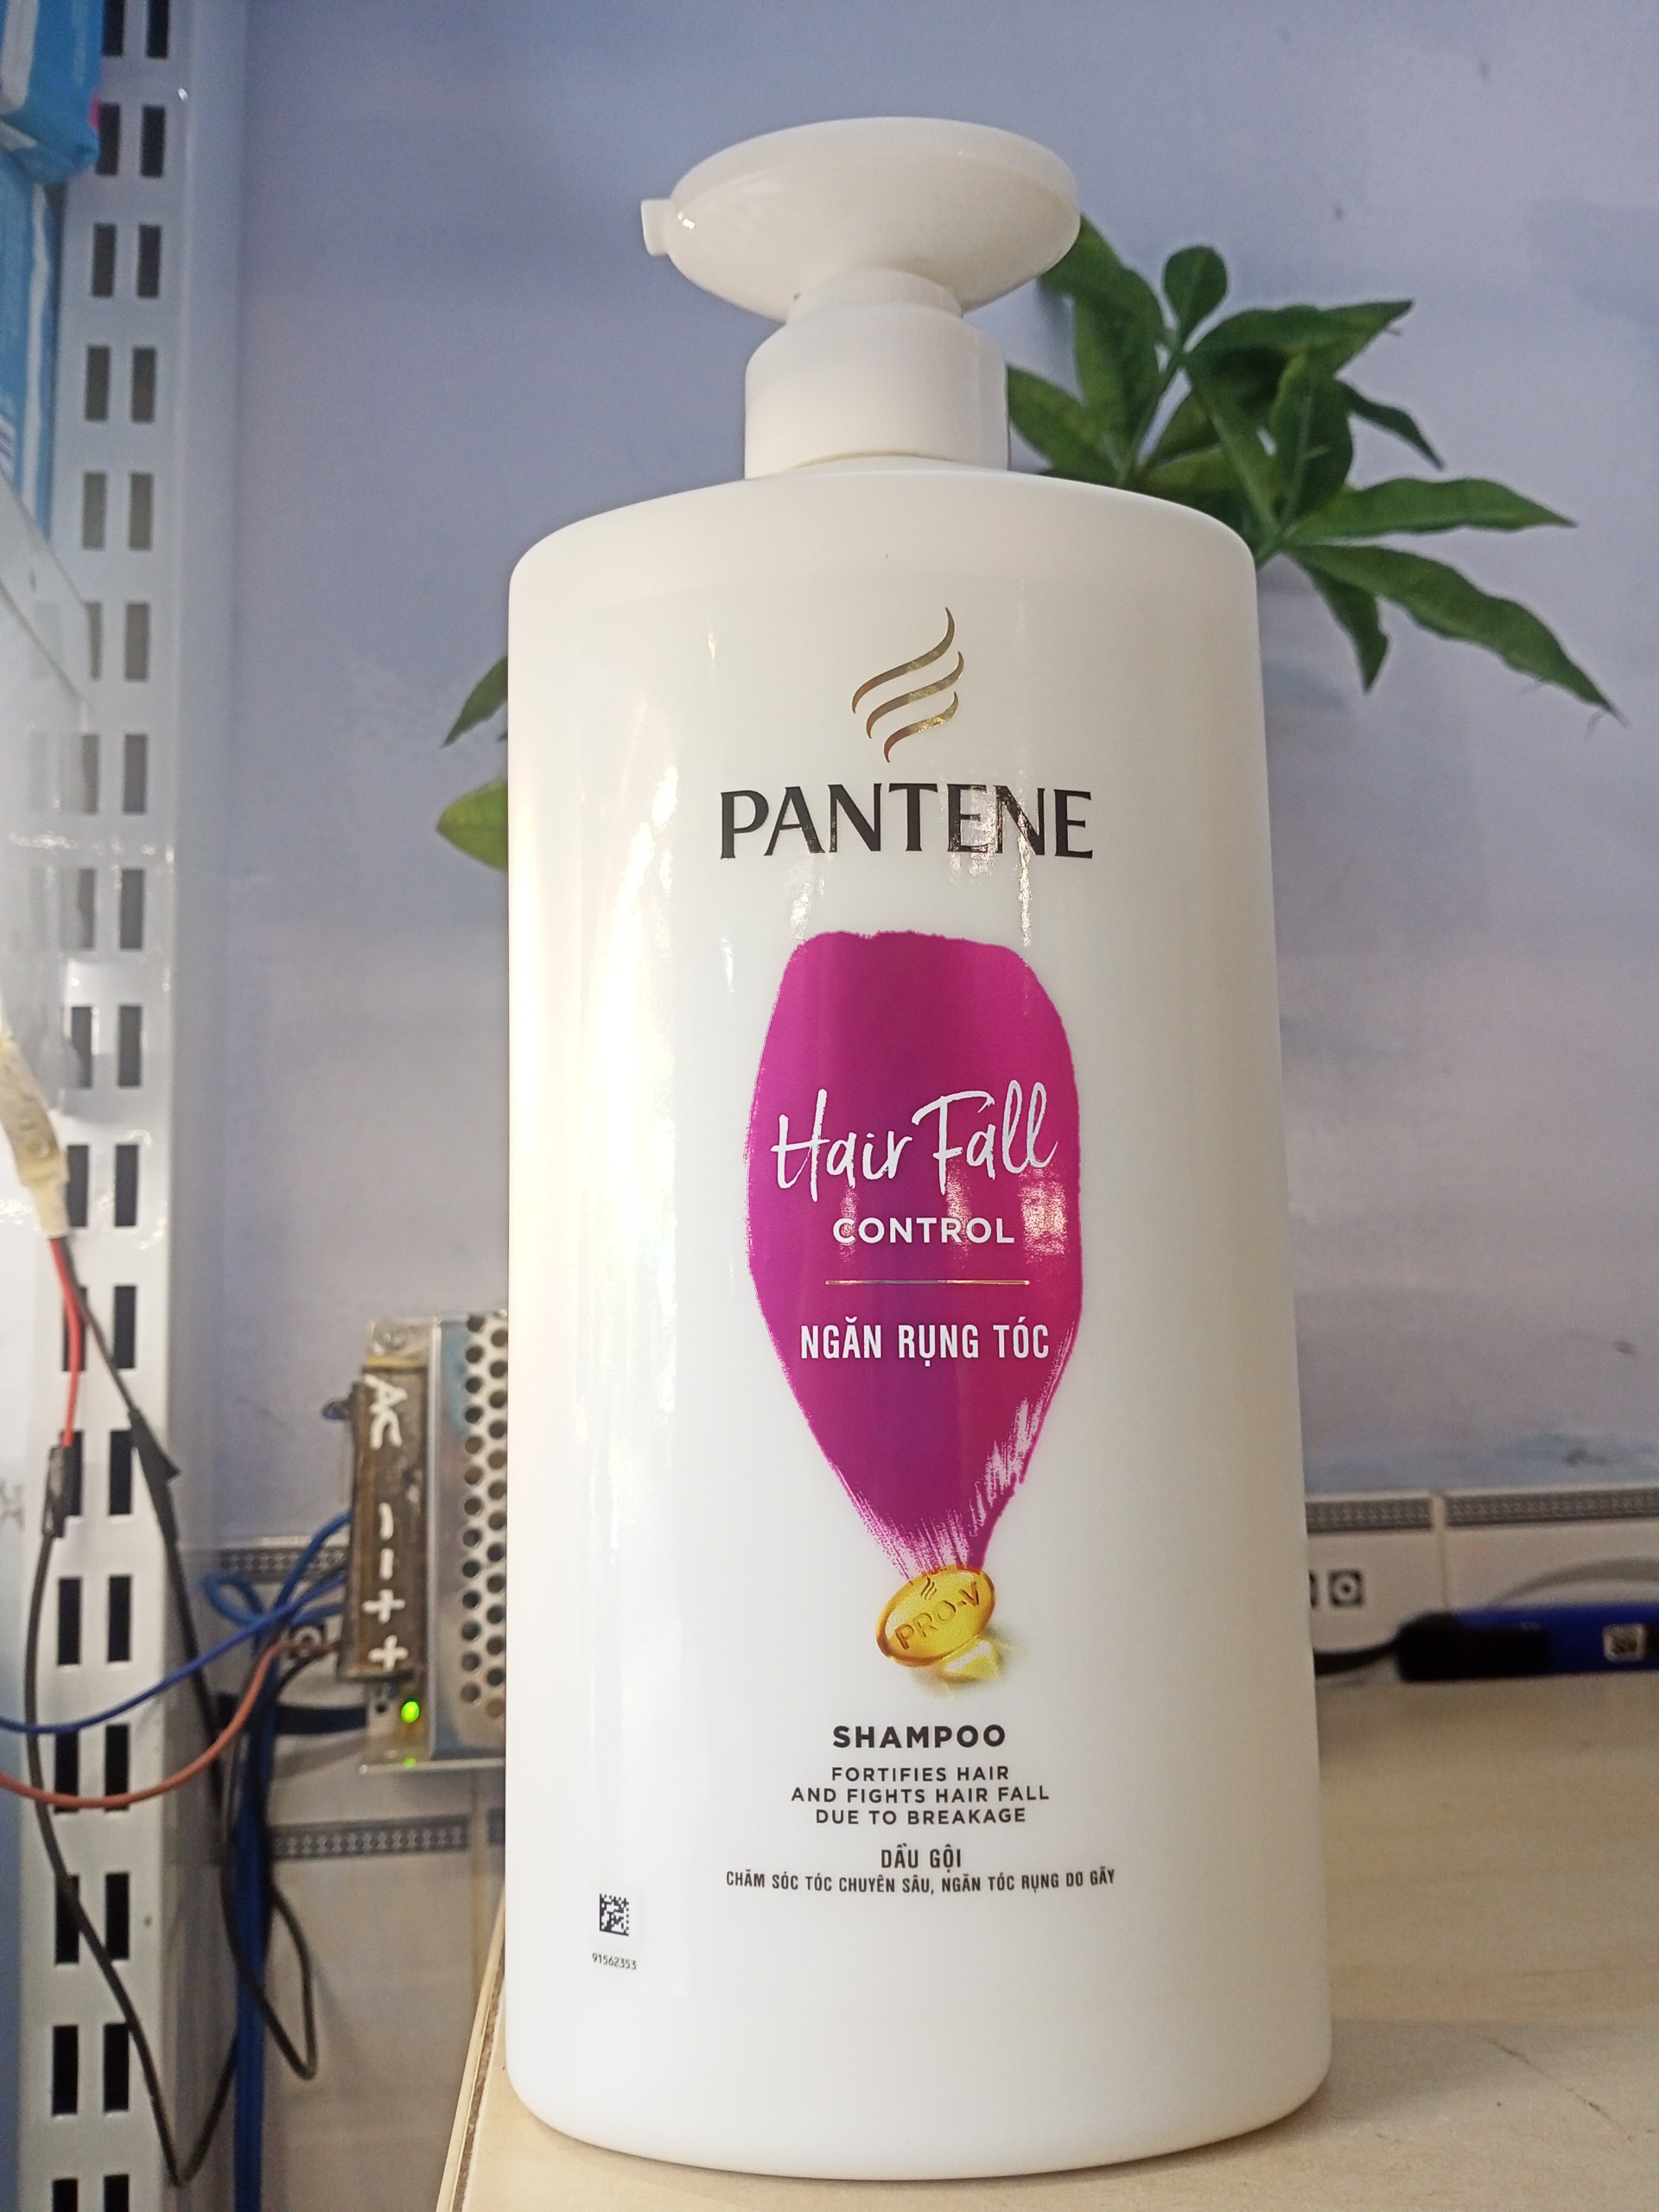 PANTENE
Hair Fall
CONTROL
NGĂN RỤNG TÓC
PRO-V
SHAMPOO
FORTIFIES HAIR
AND FIGHTS HAIR FALL
DUE TO BREAKAGE
DẦU GỘI
CHĂM SÓC TÓC CHUYÊN SÂU, NGĂN TÓC RỤNG DO GÃY
91562353
AC
- - + +